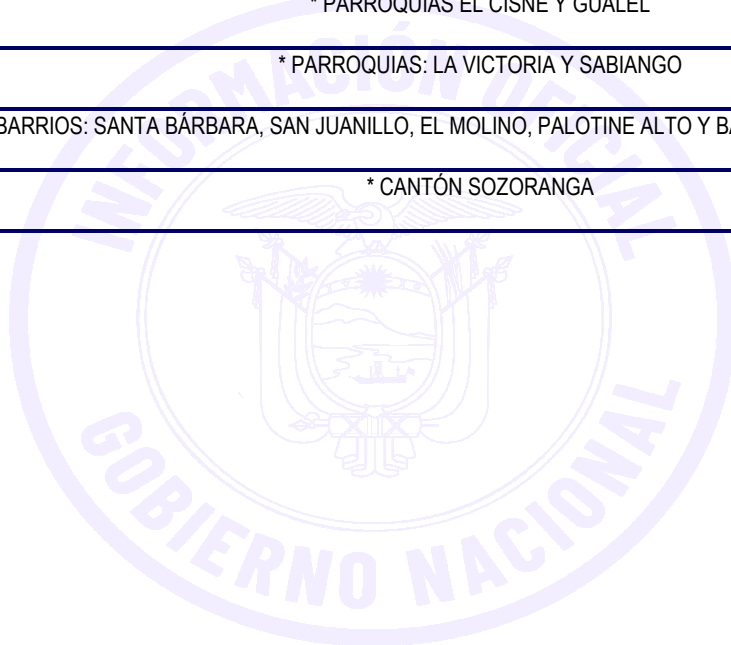 * PARROQUIAS EL CISNE Y GUALEL
* PARROQUIAS: LA VICTORIA Y SABIANGO
BARRIOS: SANTA BÁRBARA, SAN JUANILLO, EL MOLINO, PALOTINE ALTO Y
* CANTÓN SOZORANGA
INFORMACIÓN OFICIAL
GOBIERNO NACIONAL